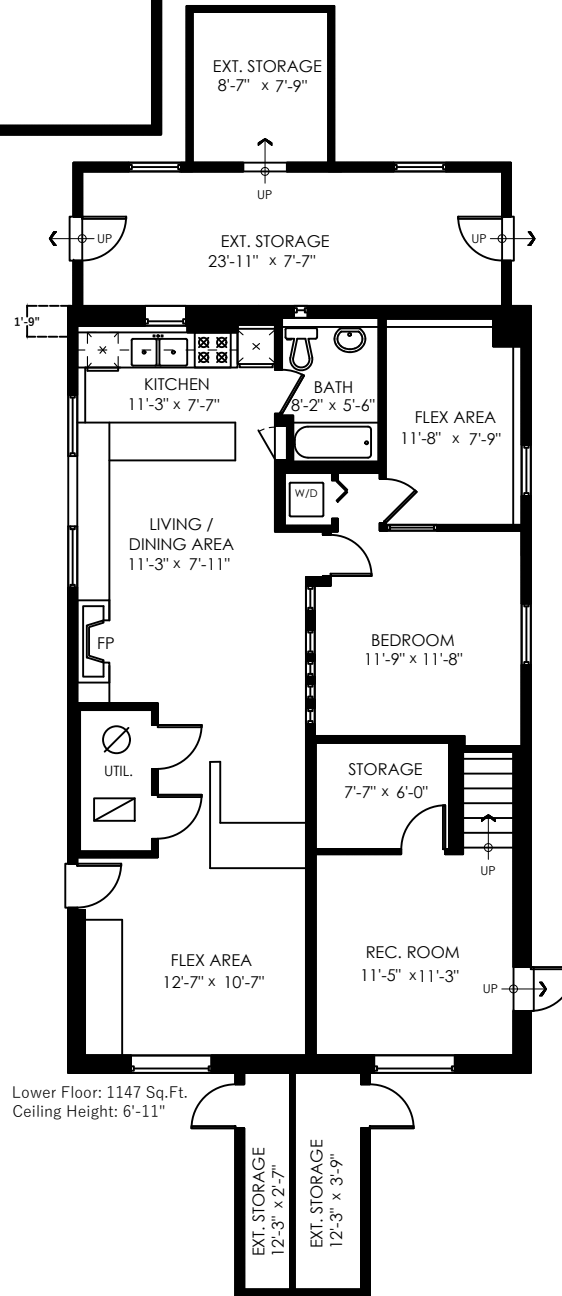 EXT. STORAGE
8'-7" x 7'-9"
UP
UP
EXT. STORAGE
23'-11" x 7'-7"
UP
1'-9"
KITCHEN
11'-3" x 7'-7"
BATH
8'-2" x 5'-6"
FLEX AREA
11'-8" x 7'-9"
W/D
LIVING /
DINING AREA
11'-3" x 7'-11"
FP
BEDROOM
11'-9" x 11'-8"
UTIL.
STORAGE
7'-7" x 6'-0"
UP
FLEX AREA
12'-7" x 10'-7"
REC. ROOM
11'-5" x11'-3"
UP
Lower Floor: 1147 Sq.Ft.
Ceiling Height: 6'-11"
EXT. STORAGE
12'-3" x 2'-7"
EXT. STORAGE
12'-3" x 3'-9"